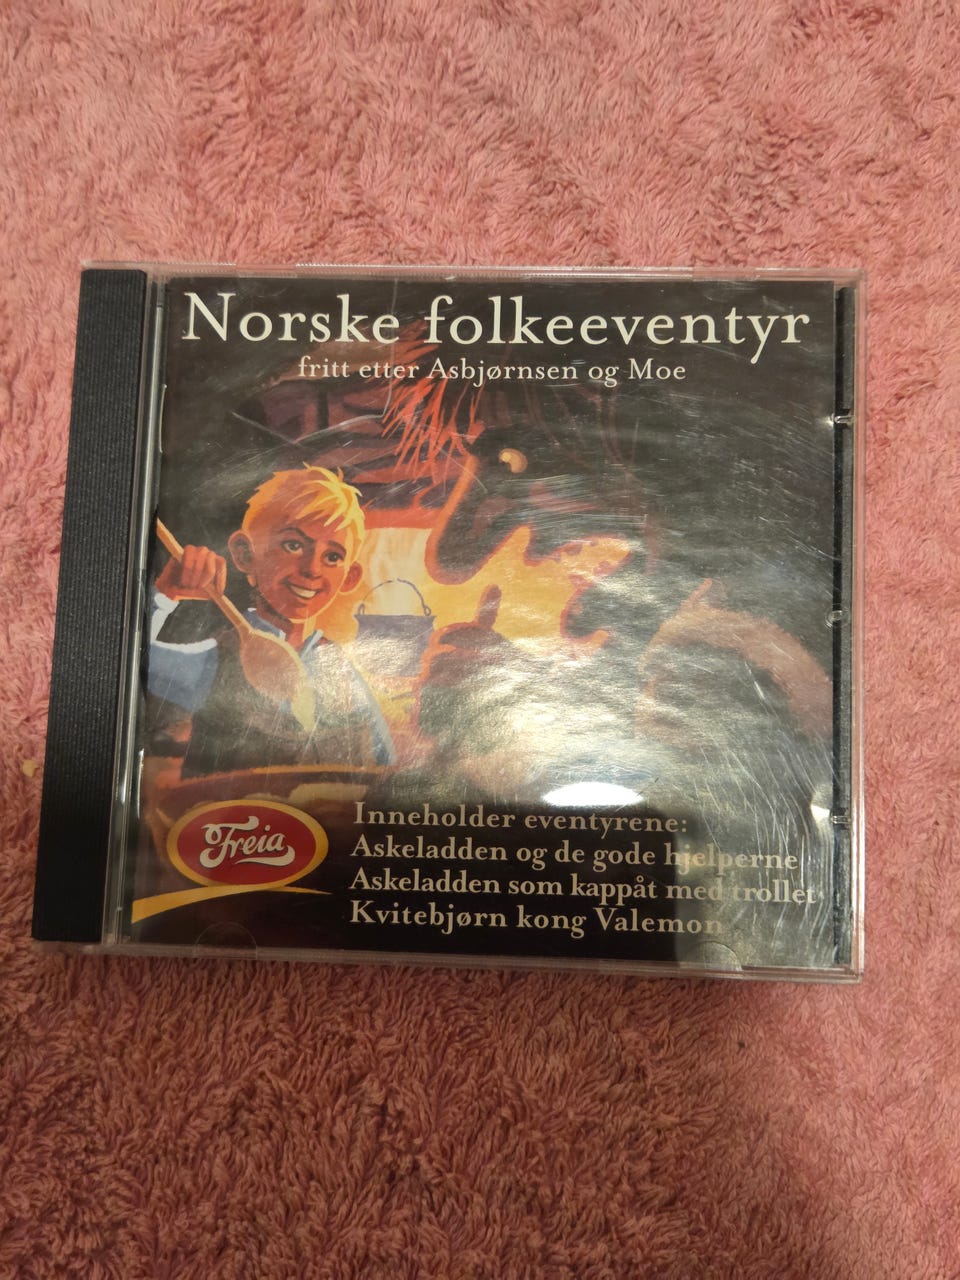 Norske folkeeventyr
fritt etter Asbjørnsen og Moe
Freia
Inneholder eventyrene:
Askeladden og de gode hjelperne
Askeladden som kappåt med trollet
Kvitebjørn kong Valemon